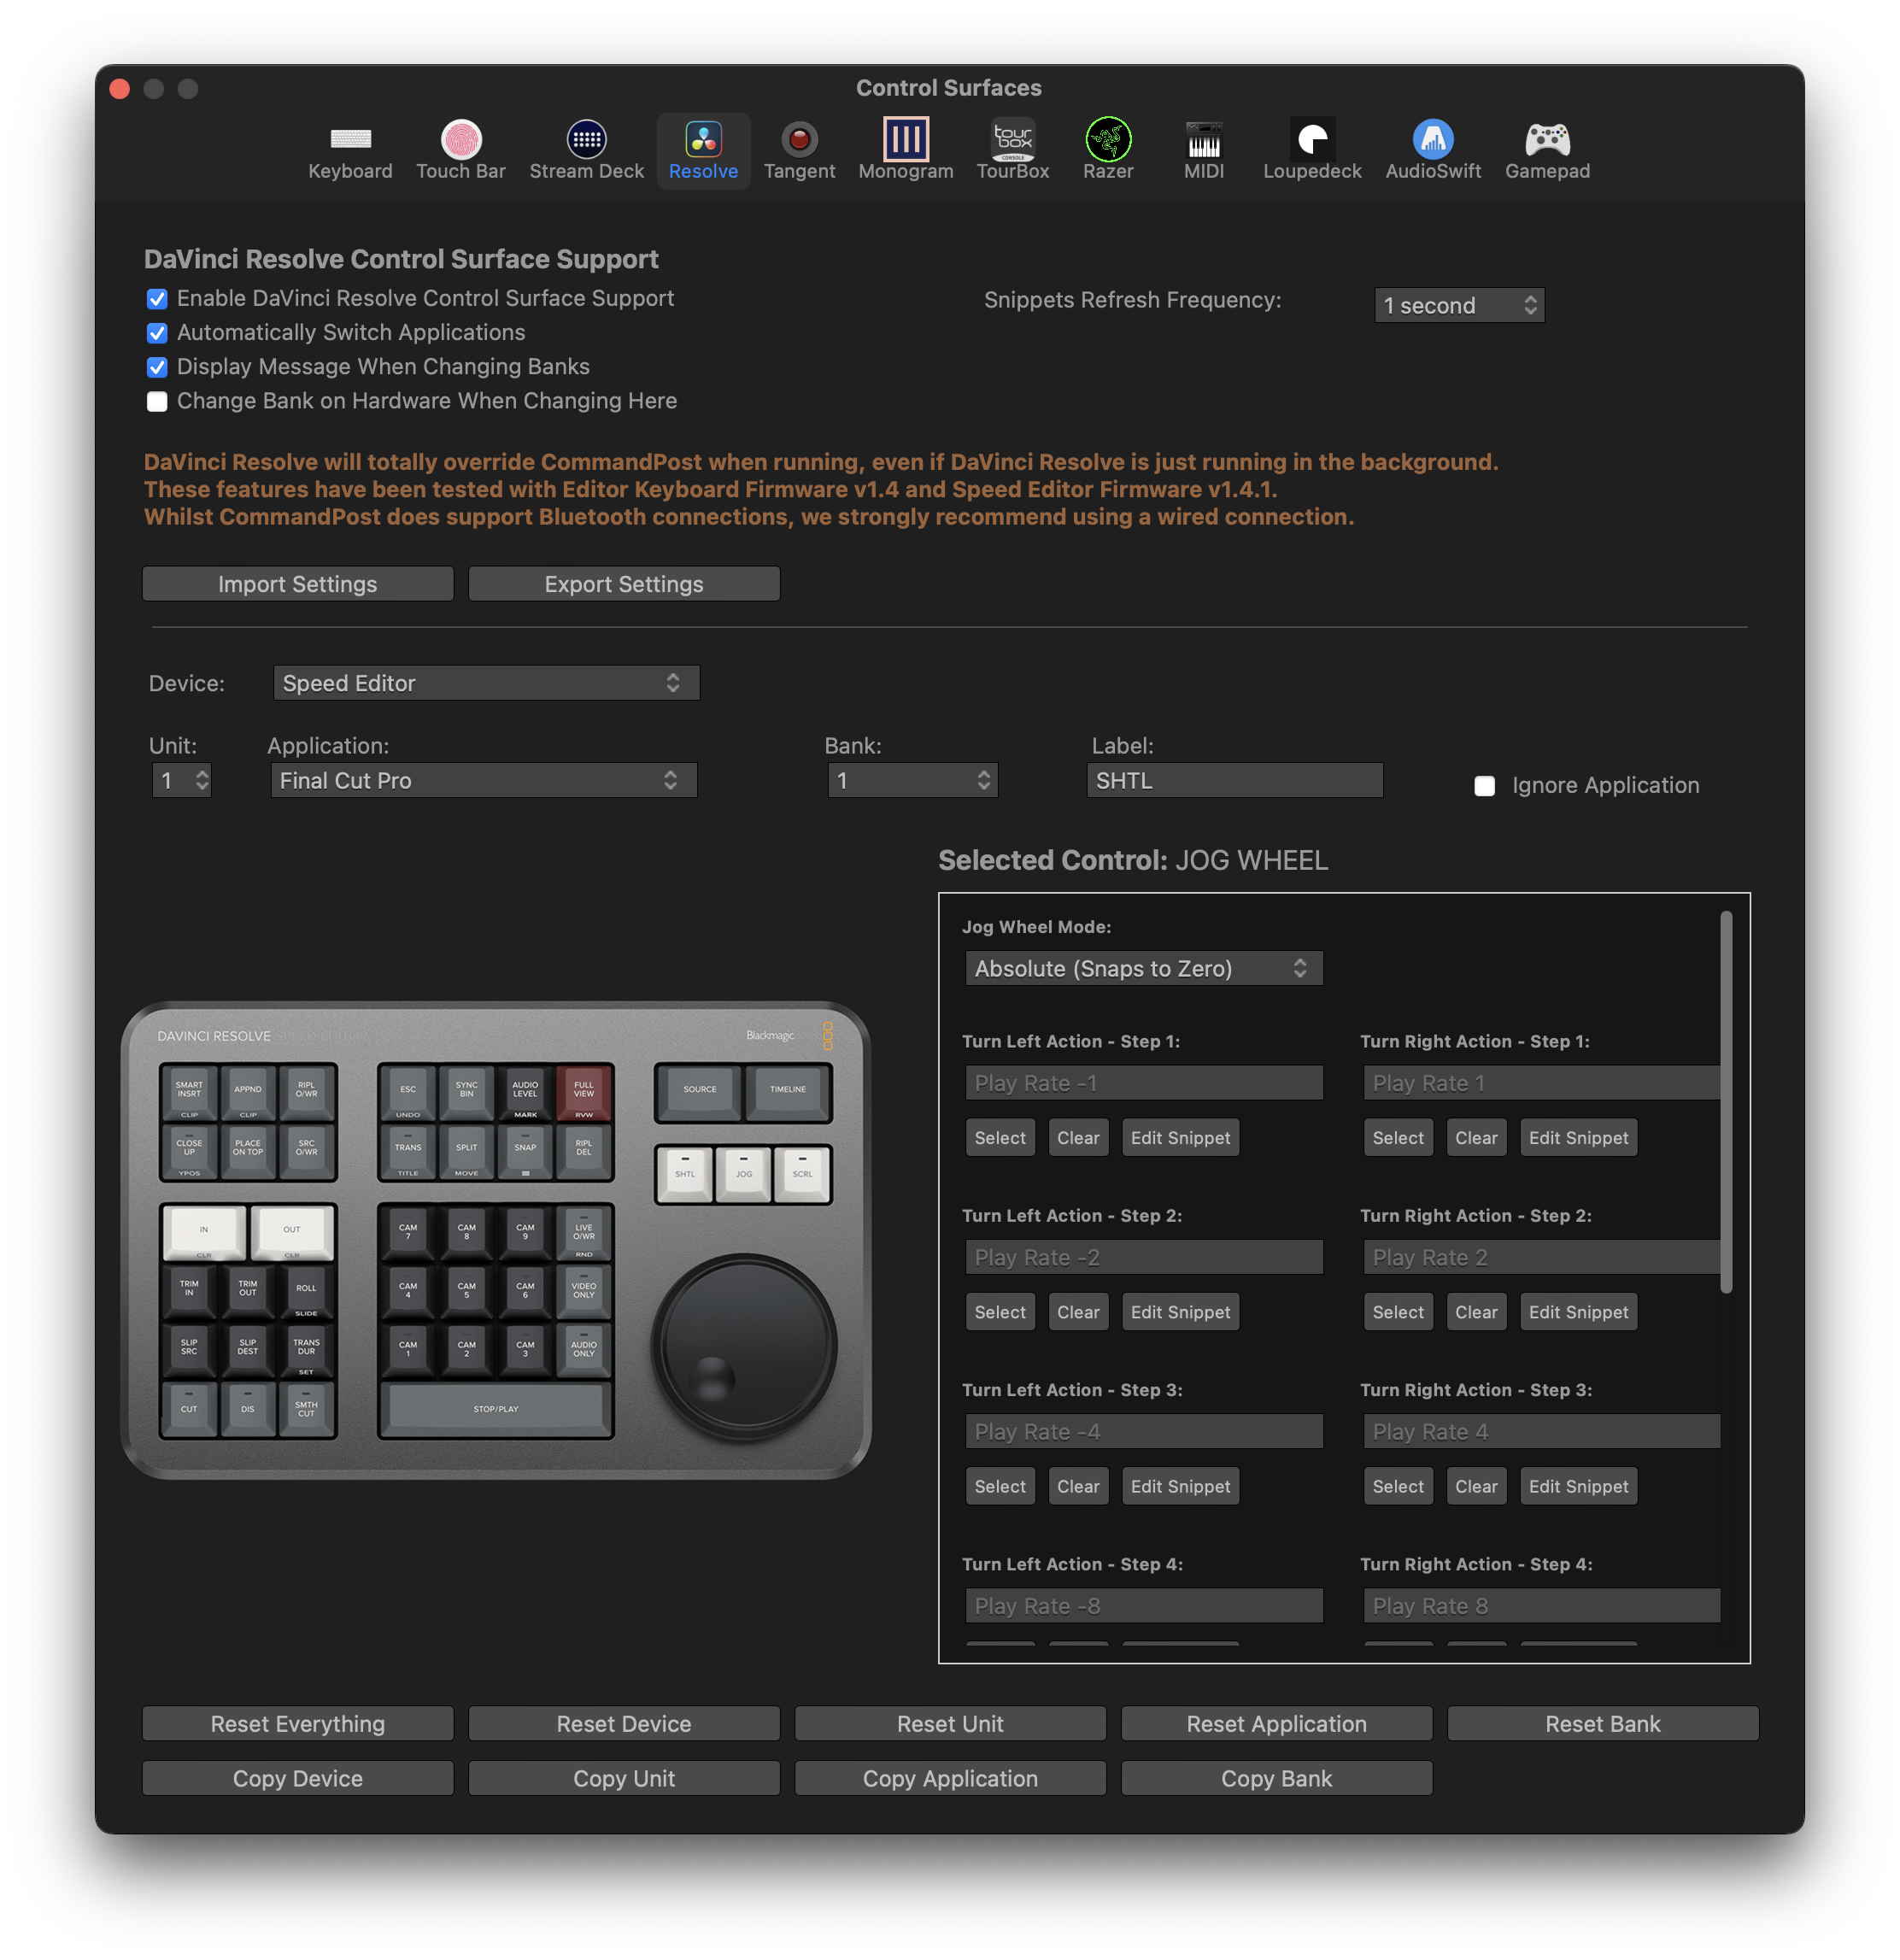 Control Surfaces
Keyboard
Touch Bar
Stream Deck
Resolve
Tangent
Monogram
tour
box
CONSOLE
TourBox
Razer
MIDI
Loupedeck
AudioSwift
Gamepad
DaVinci Resolve Control Surface Support
Enable DaVinci Resolve Control Surface Support
Snippets Refresh Frequency:
1 second
Automatically Switch Applications
Display Message When Changing Banks
Change Bank on Hardware When Changing Here
DaVinci Resolve will totally override CommandPost when running, even if DaVinci Resolve is just running in the background.
These features have been tested with Editor Keyboard Firmware v1.4 and Speed Editor Firmware v1.4.1.
Whilst CommandPost does support Bluetooth connections, we strongly recommend using a wired connection.
Import Settings
Export Settings
Device:
Speed Editor
Unit:
Application:
Bank:
Label:
1
Final Cut Pro
1
SHTL
Ignore Application
Selected Control: JOG WHEEL
DAVINCI RESOLVE SPEED EDITOR
Blackmagic
SMART
INSRT
CLIP
APPND
CLIP
RIPL
O/WR
CLOSE
UP
YPOS
PLACE
ON TOP
SRC
O/WR
ESC
UNDO
SYNC
BIN
AUDIO
LEVEL
MARK
FULL
VIEW
RVW
TRANS
TITLE
SPLIT
MOVE
SNAP
RIPL
DEL
SOURCE
TIMELINE
SHTL
JOG
SCRL
IN
CLR
OUT
CLR
TRIM
IN
TRIM
OUT
ROLL
SLIDE
SLIP
SRC
SLIP
DEST
TRANS
DUR
SET
CUT
DIS
SMTH
CUT
CAM
7
CAM
8
CAM
9
LIVE
O/WR
RND
CAM
4
CAM
5
CAM
6
VIDEO
ONLY
CAM
1
CAM
2
CAM
3
AUDIO
ONLY
STOP/PLAY
Jog Wheel Mode:
Absolute (Snaps to Zero)
Turn Left Action - Step 1:
Turn Right Action - Step 1:
Play Rate -1
Play Rate 1
Select
Clear
Edit Snippet
Select
Clear
Edit Snippet
Turn Left Action - Step 2:
Turn Right Action - Step 2:
Play Rate -2
Play Rate 2
Select
Clear
Edit Snippet
Select
Clear
Edit Snippet
Turn Left Action - Step 3:
Turn Right Action - Step 3:
Play Rate -4
Play Rate 4
Select
Clear
Edit Snippet
Select
Clear
Edit Snippet
Turn Left Action - Step 4:
Turn Right Action - Step 4:
Play Rate -8
Play Rate 8
Reset Everything
Reset Device
Reset Unit
Reset Application
Reset Bank
Copy Device
Copy Unit
Copy Application
Copy Bank